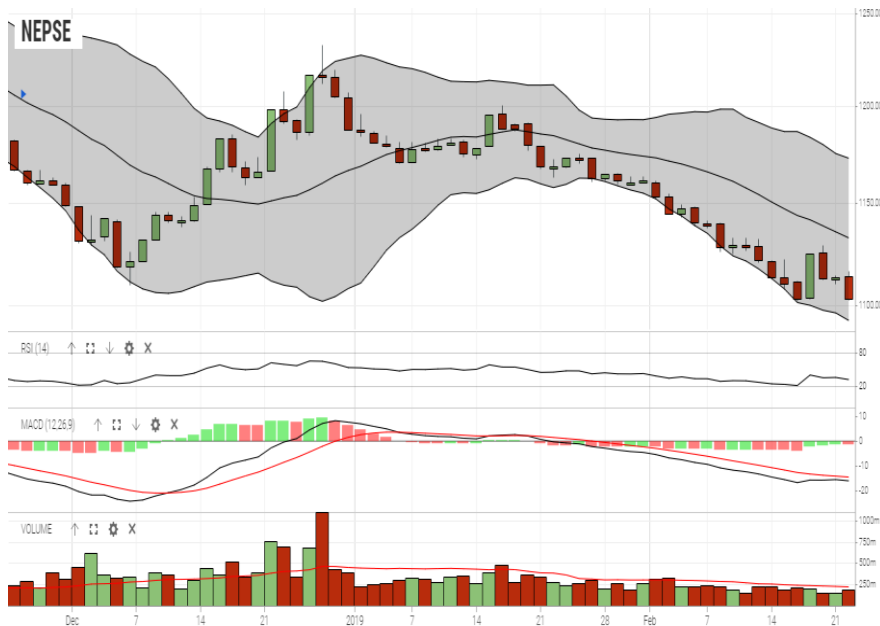 NEPSE
1250.00
1200.00
1150.00
1100.00
RSI (14)
80
20
MACD (12,26,9)
10
0
-10
-20
VOLUME
1000m
750m
500m
250m
Dec 7 14 21 2019 7 14 21 28 Feb 7 14 21